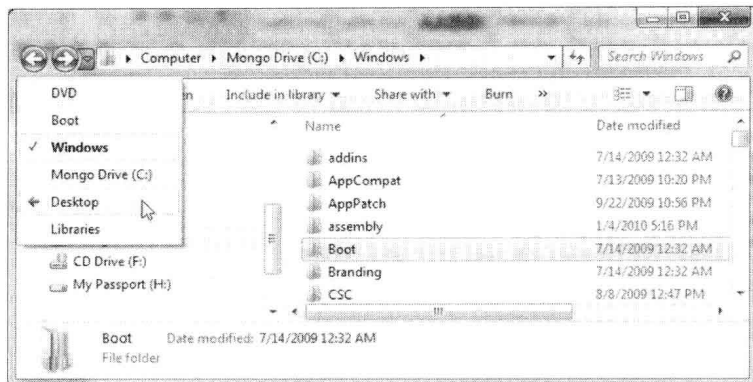 Computer ▸ Mongo Drive (C:) ▸ Windows ▸ Search Windows
DVD
Boot
✓ Windows
Mongo Drive (C:)
Desktop
Libraries
Include in library Share with Burn »
Name Date modified
addins 7/14/2009 12:32 AM
AppCompat 7/13/2009 10:20 PM
AppPatch 9/22/2009 10:56 PM
assembly 1/4/2010 5:16 PM
Boot 7/14/2009 12:32 AM
Branding 7/14/2009 12:32 AM
CSC 8/8/2009 12:47 PM
CD Drive (F:)
My Passport (H:)
Boot Date modified: 7/14/2009 12:32 AM
File folder